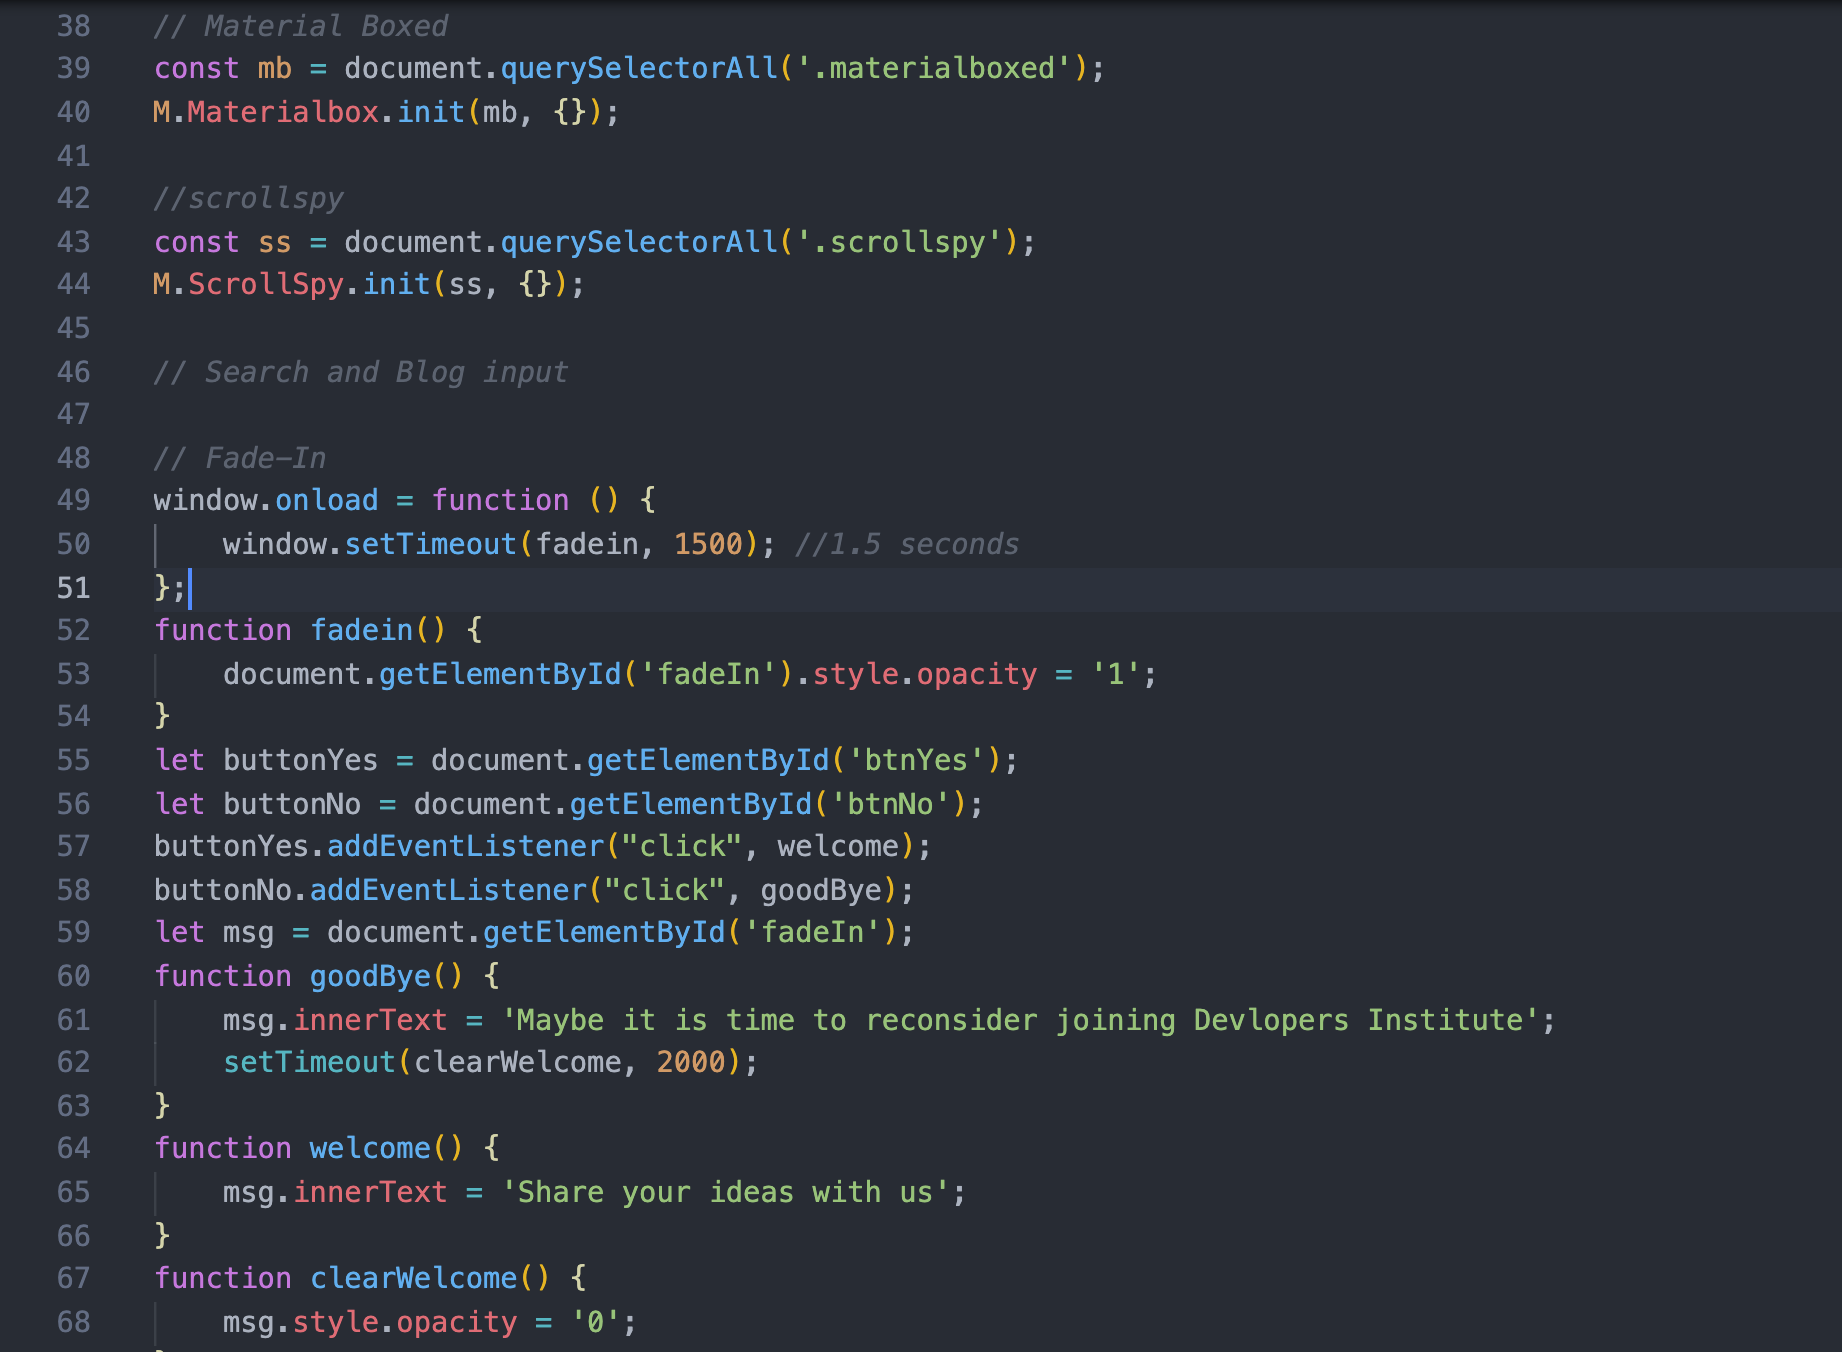 38 // Material Boxed
39 const mb = document.querySelectorAll('.materialboxed');
40 M.Materialbox.init(mb, {});
41
42 //scrollspy
43 const ss = document.querySelectorAll('.scrollspy');
44 M.ScrollSpy.init(ss, {});
45
46 // Search and Blog input
47
48 // Fade-In
49 window.onload = function () {
50     window.setTimeout(fadein, 1500); //1.5 seconds
51 };
52 function fadein() {
53     document.getElementById('fadeIn').style.opacity = '1';
54 }
55 let buttonYes = document.getElementById('btnYes');
56 let buttonNo = document.getElementById('btnNo');
57 buttonYes.addEventListener("click", welcome);
58 buttonNo.addEventListener("click", goodBye);
59 let msg = document.getElementById('fadeIn');
60 function goodBye() {
61     msg.innerText = 'Maybe it is time to reconsider joining Devlopers Institute';
62     setTimeout(clearWelcome, 2000);
63 }
64 function welcome() {
65     msg.innerText = 'Share your ideas with us';
66 }
67 function clearWelcome() {
68     msg.style.opacity = '0';